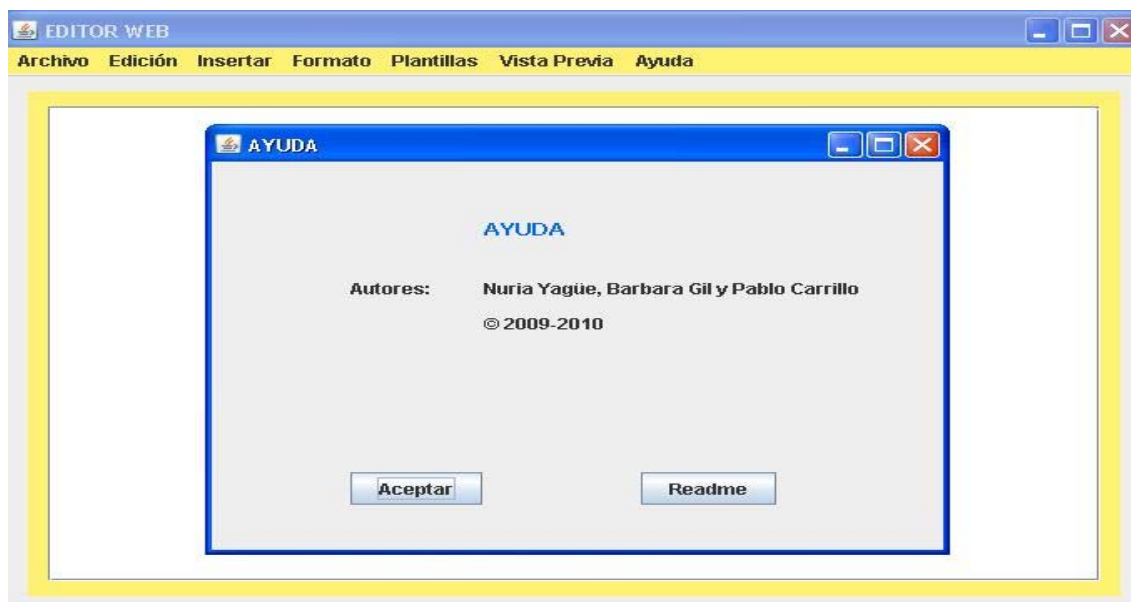 EDITOR WEB
Archivo Edición Insertar Formato Plantillas Vista Previa Ayuda
AYUDA
AYUDA
Autores: Nuria Yagüe, Barbara Gil y Pablo Carrillo
© 2009-2010
Aceptar Readme